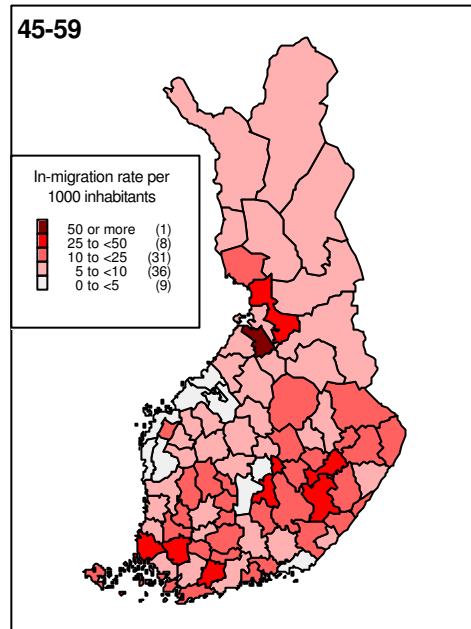 45-59
In-migration rate per
1000 inhabitants
50 or more (1)
25 to <50 (8)
10 to <25 (31)
5 to <10 (36)
0 to <5 (9)